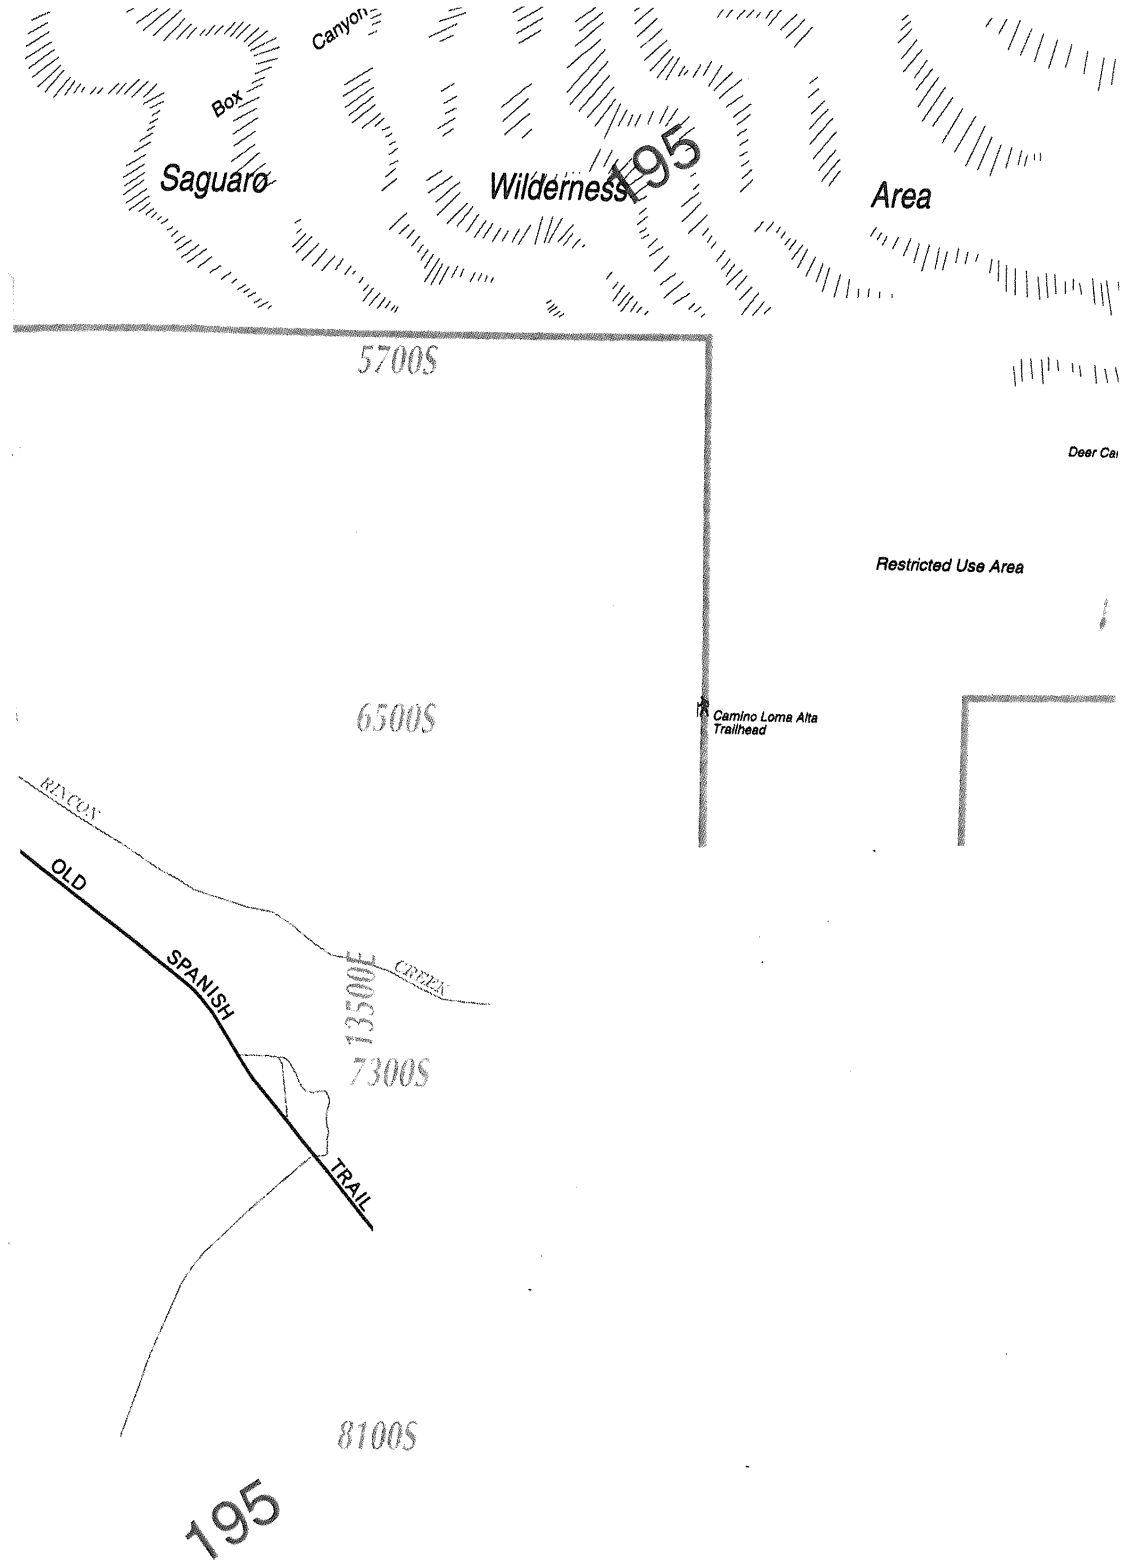 Canyon
Box
195
Saguaro
Wilderness
Area
5700S
Deer
Restricted Use Area
6500S
Camino Loma Alta
Trailhead
RINCON
OLD
SPANISH
CREEK
13500E
7300S
TRAIL
8100S
195